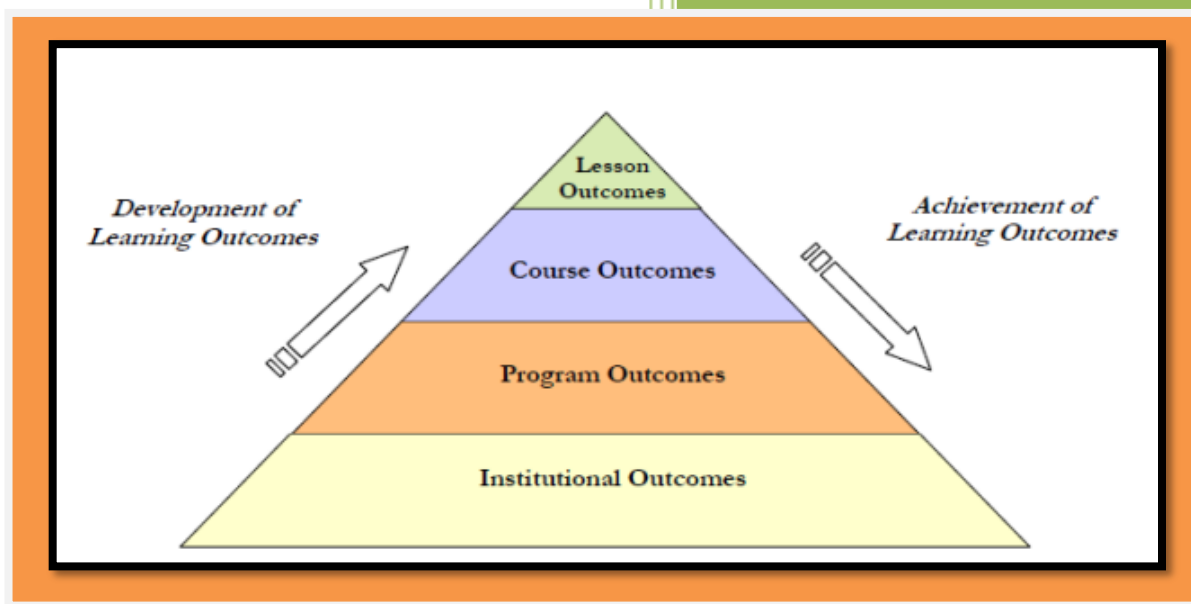 Lesson
Outcomes
Development of
Learning Outcomes
Achievement of
Learning Outcomes
Course Outcomes
Program Outcomes
Institutional Outcomes